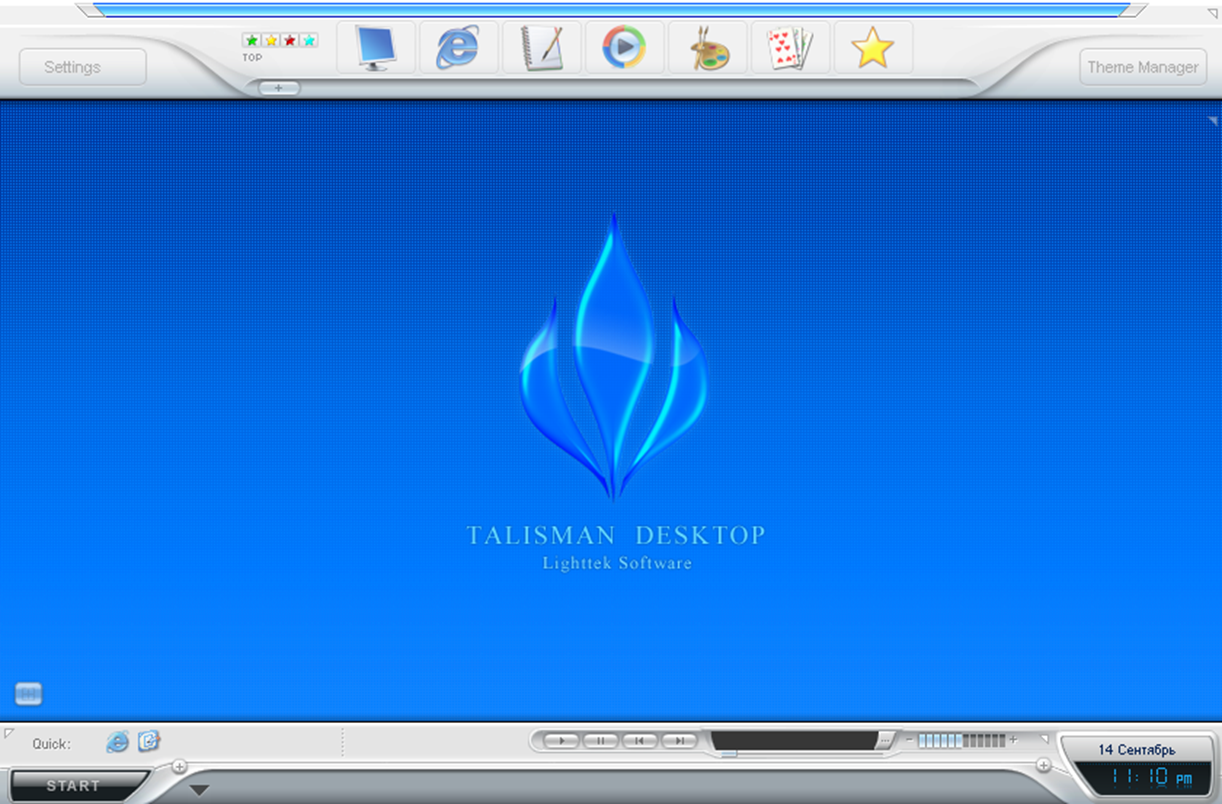 TOP
Settings
Theme Manager
TALISMAN DESKTOP
Lighttek Software
Quick:
14 Сентябрь
START
11:10 PM